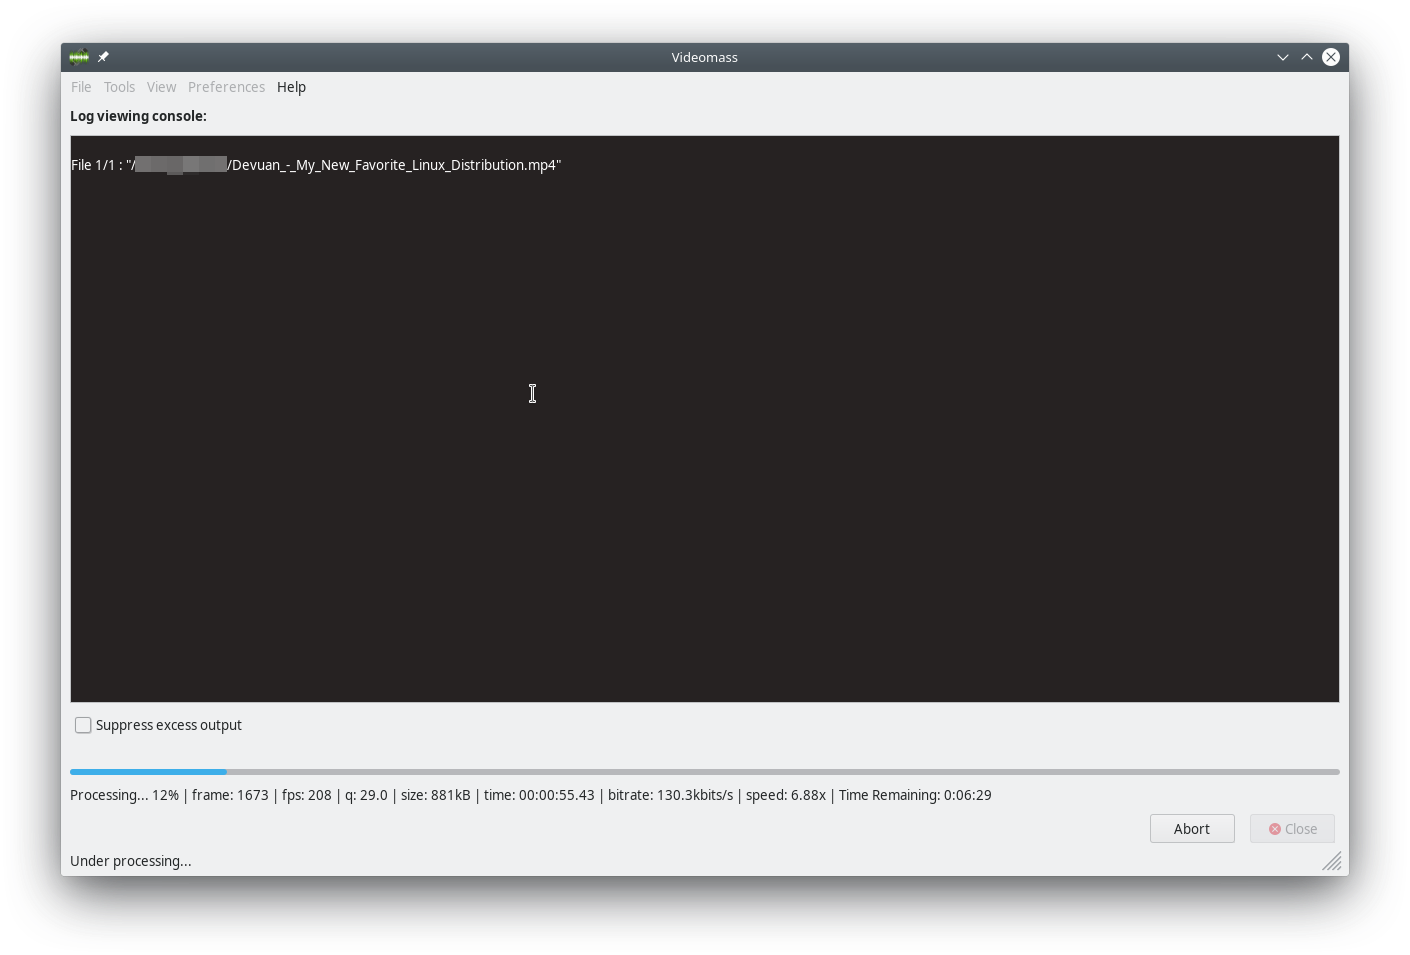 Videomass
File Tools View Preferences Help
Log viewing console:
File 1/1 : "/ /Devuan_-_My_New_Favorite_Linux_Distribution.mp4"
Suppress excess output
Processing... 12% | frame: 1673 | fps: 208 | q: 29.0 | size: 881kB | time: 00:00:55.43 | bitrate: 130.3kbits/s | speed: 6.88x | Time Remaining: 0:06:29
Abort Close
Under processing...